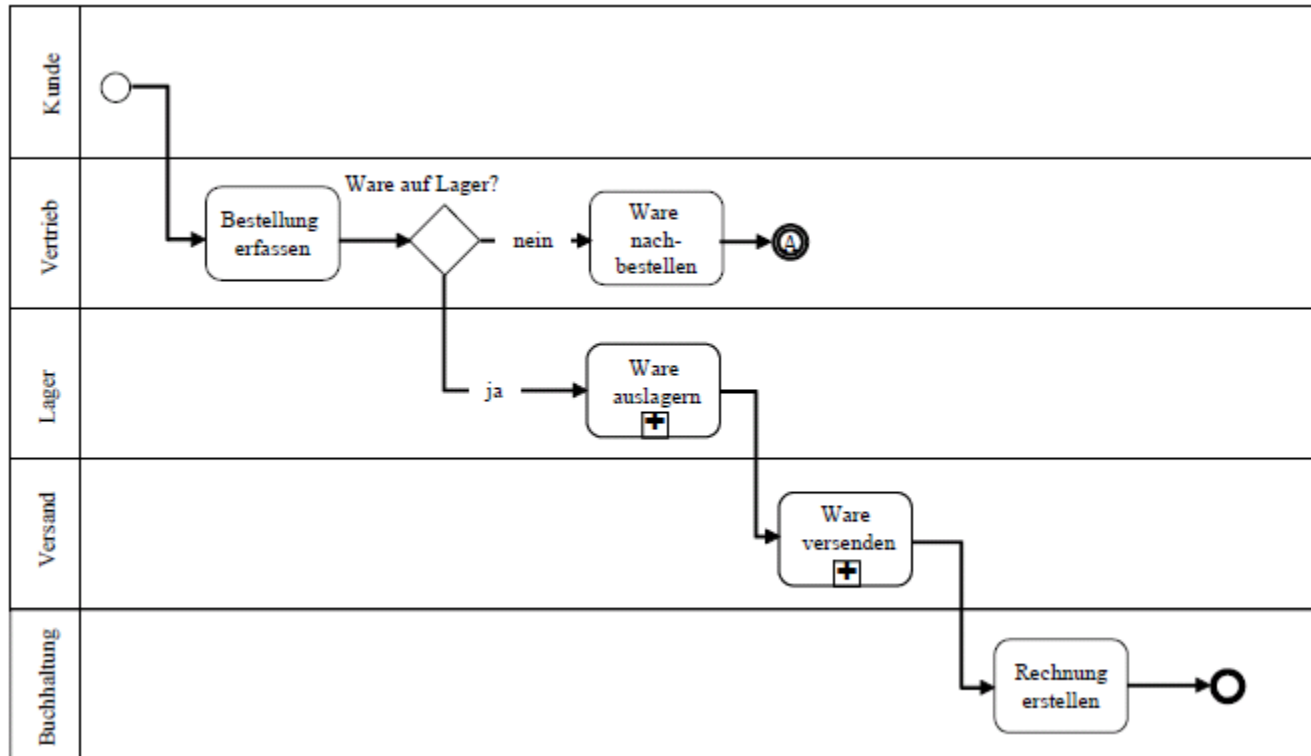 Kunde
Vertrieb
Ware auf Lager?
Bestellung
erfassen
nein
Ware
nach-
bestellen
A
Lager
ja
Ware
auslagern
Versand
Ware
versenden
Buchhaltung
Rechnung
erstellen